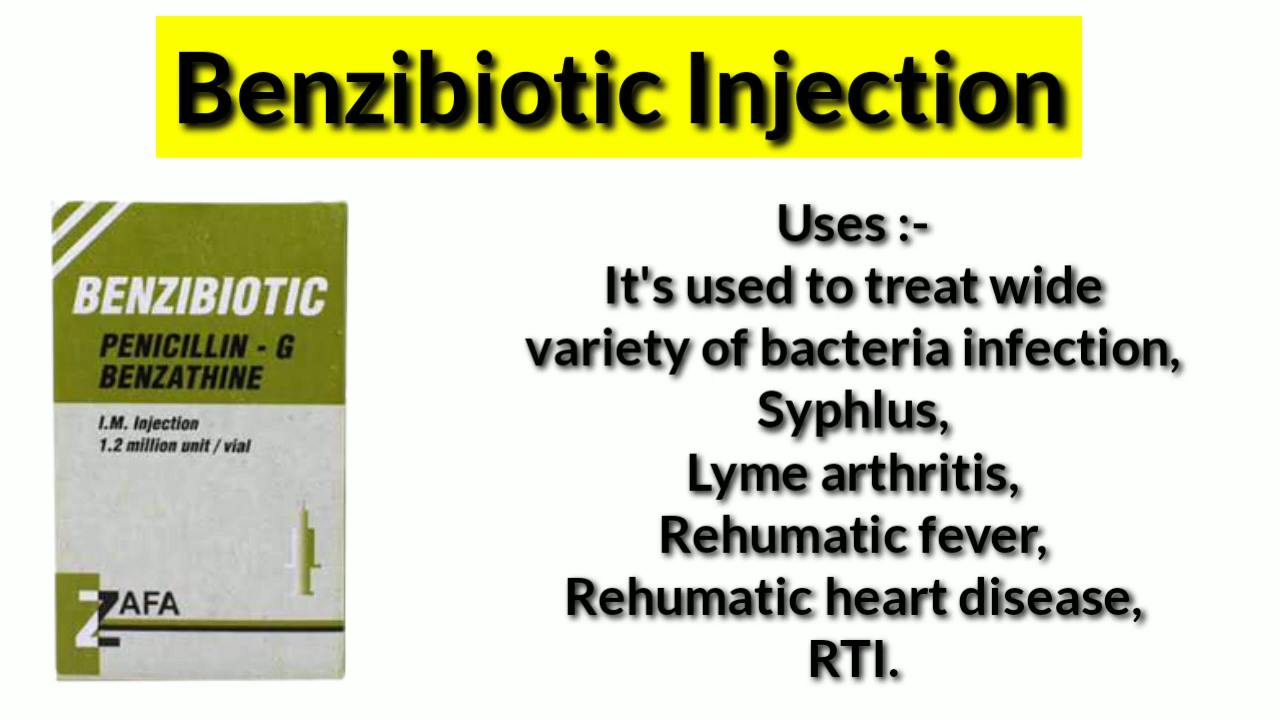 Benzibiotic Injection
BENZIBIOTIC
PENICILLIN - G
BENZATHINE
I.M. Injection
1.2 million unit / vial
ZAFA
Uses :-
It's used to treat wide
variety of bacteria infection,
Syphlus,
Lyme arthritis,
Rehumatic fever,
Rehumatic heart disease,
RTI.